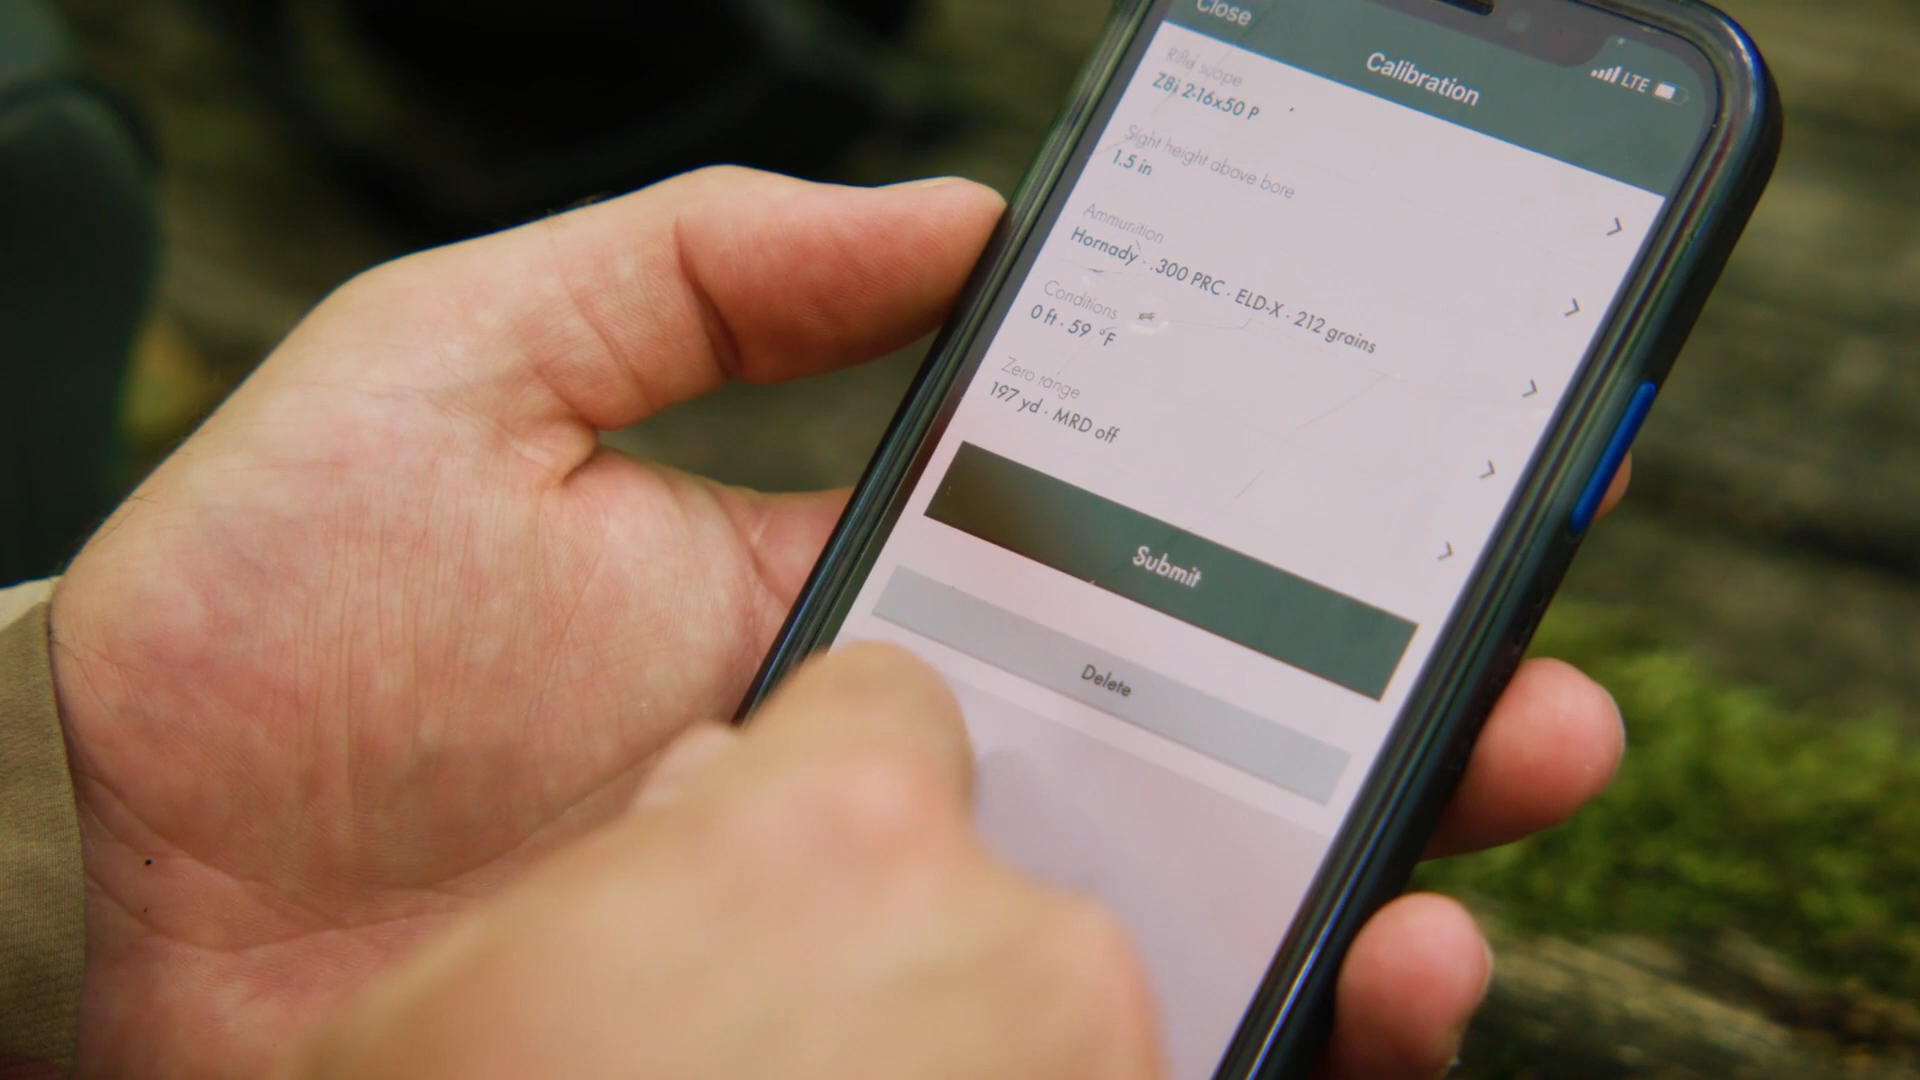 Close
Calibration
LTE
Rifle scope
Z8i 2-16x50 P
Sight height above bore
1.5 in
Ammunition
Hornady · .300 PRC · ELD-X · 212 grains
Conditions
0 ft · 59 °F
Zero range
197 yd · MRD off
Submit
Delete